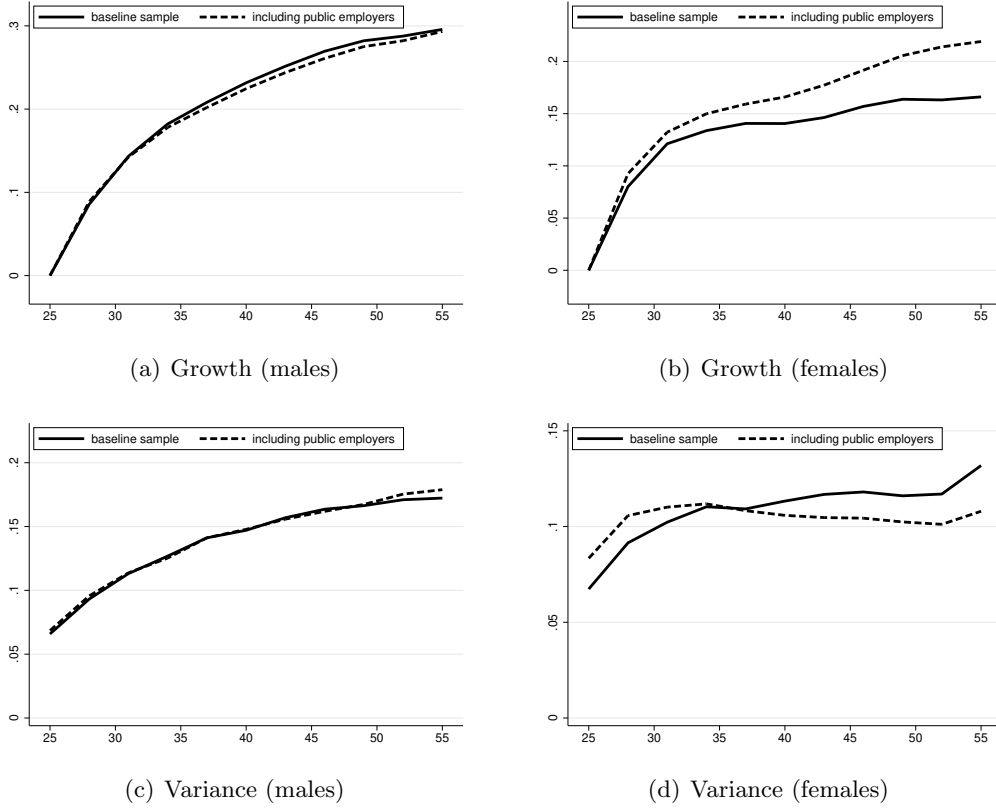 baseline sample including public employers
.3
.2
.1
0
25 30 35 40 45 50 55
(a) Growth (males)
baseline sample including public employers
.2
.15
.1
.05
0
25 30 35 40 45 50 55
(b) Growth (females)
baseline sample including public employers
.2
.15
.1
.05
0
25 30 35 40 45 50 55
(c) Variance (males)
baseline sample including public employers
.15
.1
.05
0
25 30 35 40 45 50 55
(d) Variance (females)